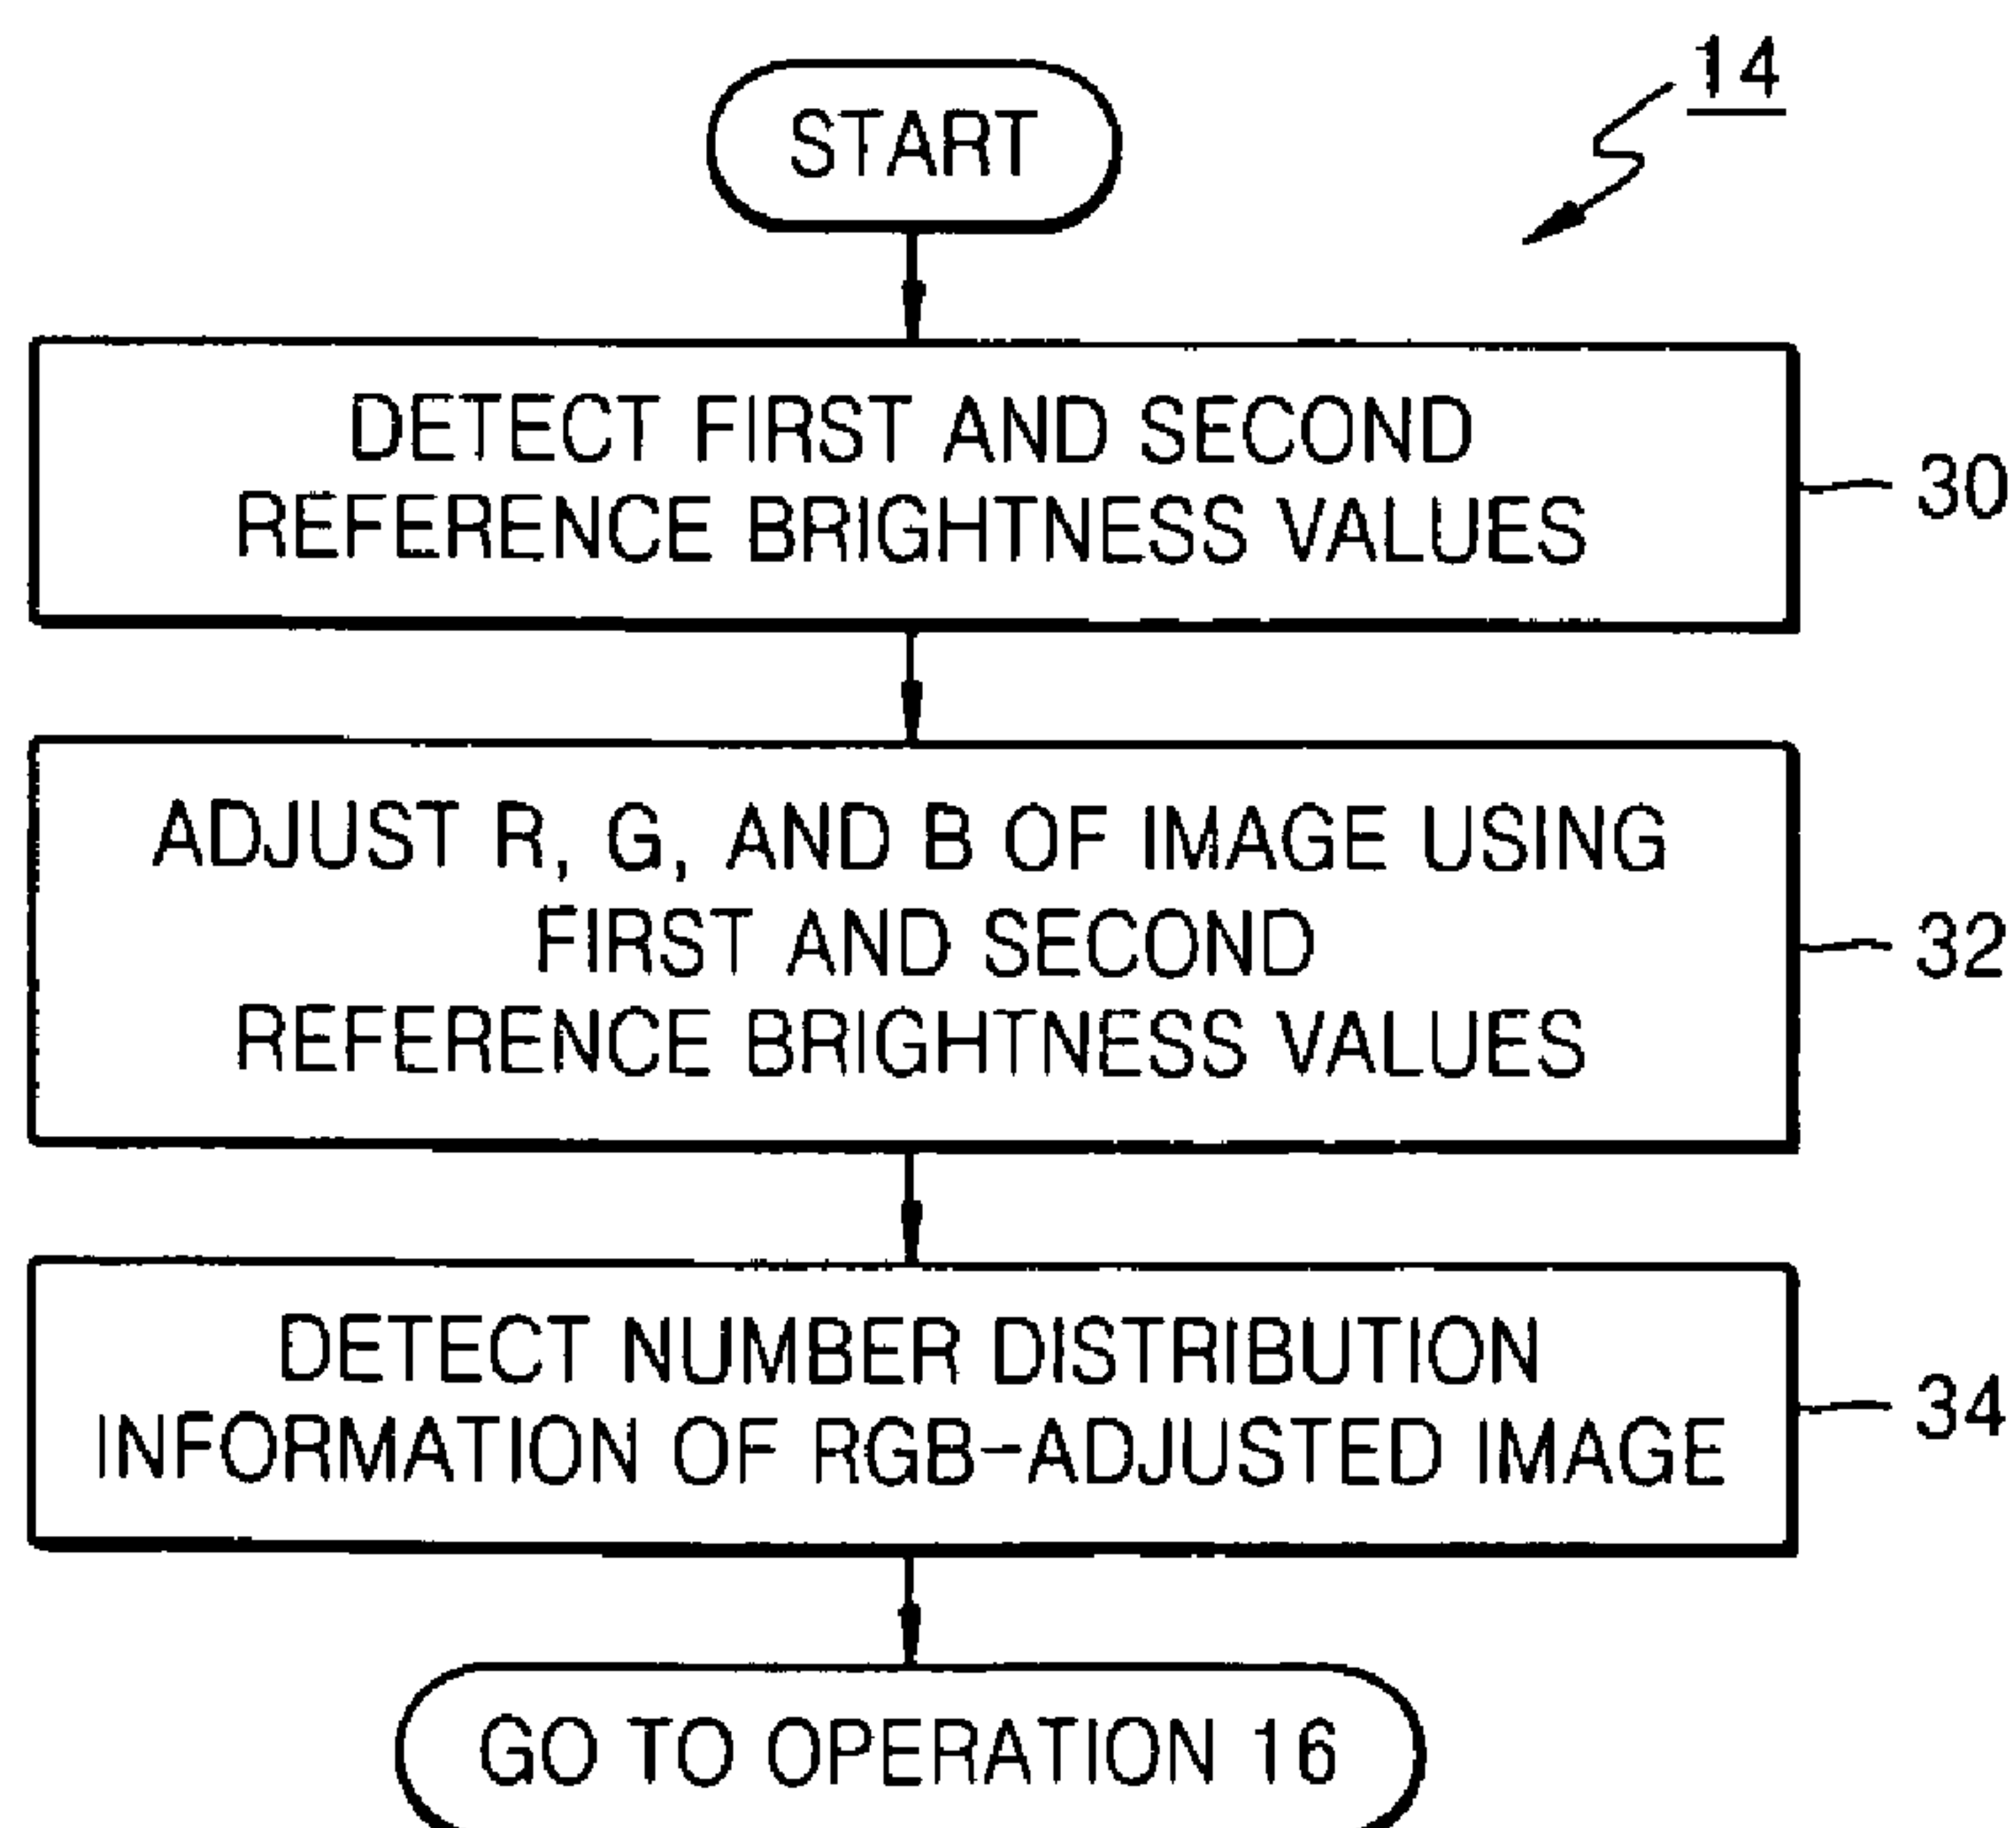 14
START
DETECT FIRST AND SECOND
REFERENCE BRIGHTNESS VALUES
30
ADJUST R, G, AND B OF IMAGE USING
FIRST AND SECOND
REFERENCE BRIGHTNESS VALUES
32
DETECT NUMBER DISTRIBUTION
INFORMATION OF RGB-ADJUSTED IMAGE
34
GO TO OPERATION 16